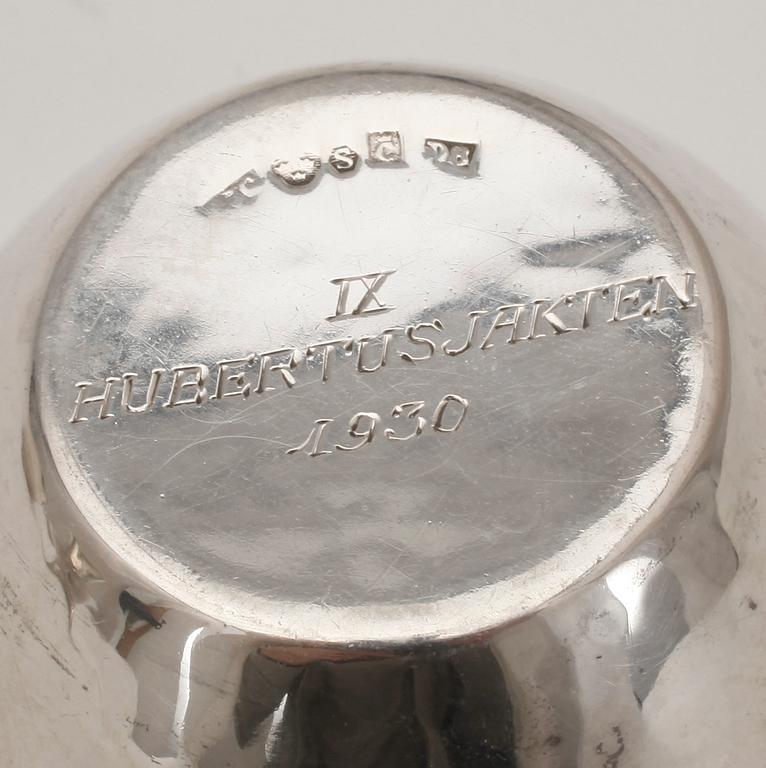 S C
IX
HUBERTUSJAKTEN
1930